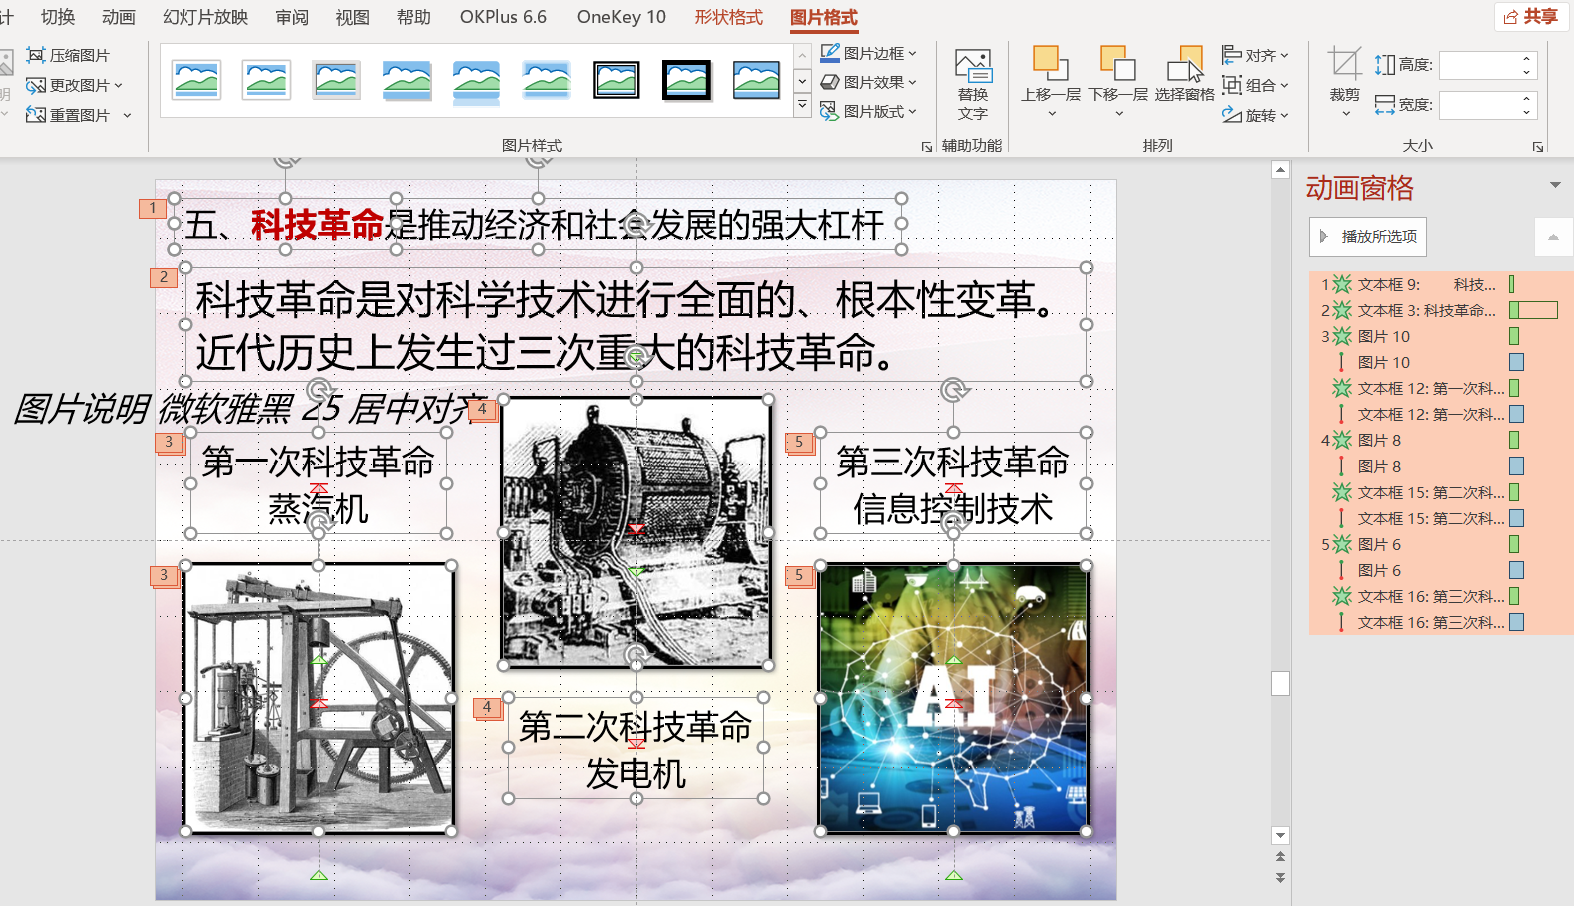 计 切换 动画 幻灯片放映 审阅 视图 帮助 OKPlus 6.6 OneKey 10 形状格式 图片格式 共享
压缩图片
更改图片
重置图片
明
图片样式
图片边框
图片效果
图片版式
替换
文字
辅助功能
上移一层 下移一层 选择窗格
对齐
组合
旋转
排列
裁剪
高度:
宽度:
大小
1
五、科技革命是推动经济和社会发展的强大杠杆
2
科技革命是对科学技术进行全面的、根本性变革。
近代历史上发生过三次重大的科技革命。
图片说明 微软雅黑 25 居中对齐
4
3
第一次科技革命
蒸汽机
5
第三次科技革命
信息控制技术
3
5
AI
4
第二次科技革命
发电机
动画窗格
播放所选项
1 文本框 9: 科技...
2 文本框 3: 科技革命...
3 图片 10
图片 10
文本框 12: 第一次科...
文本框 12: 第一次科...
4 图片 8
图片 8
文本框 15: 第二次科...
文本框 15: 第二次科...
5 图片 6
图片 6
文本框 16: 第三次科...
文本框 16: 第三次科...